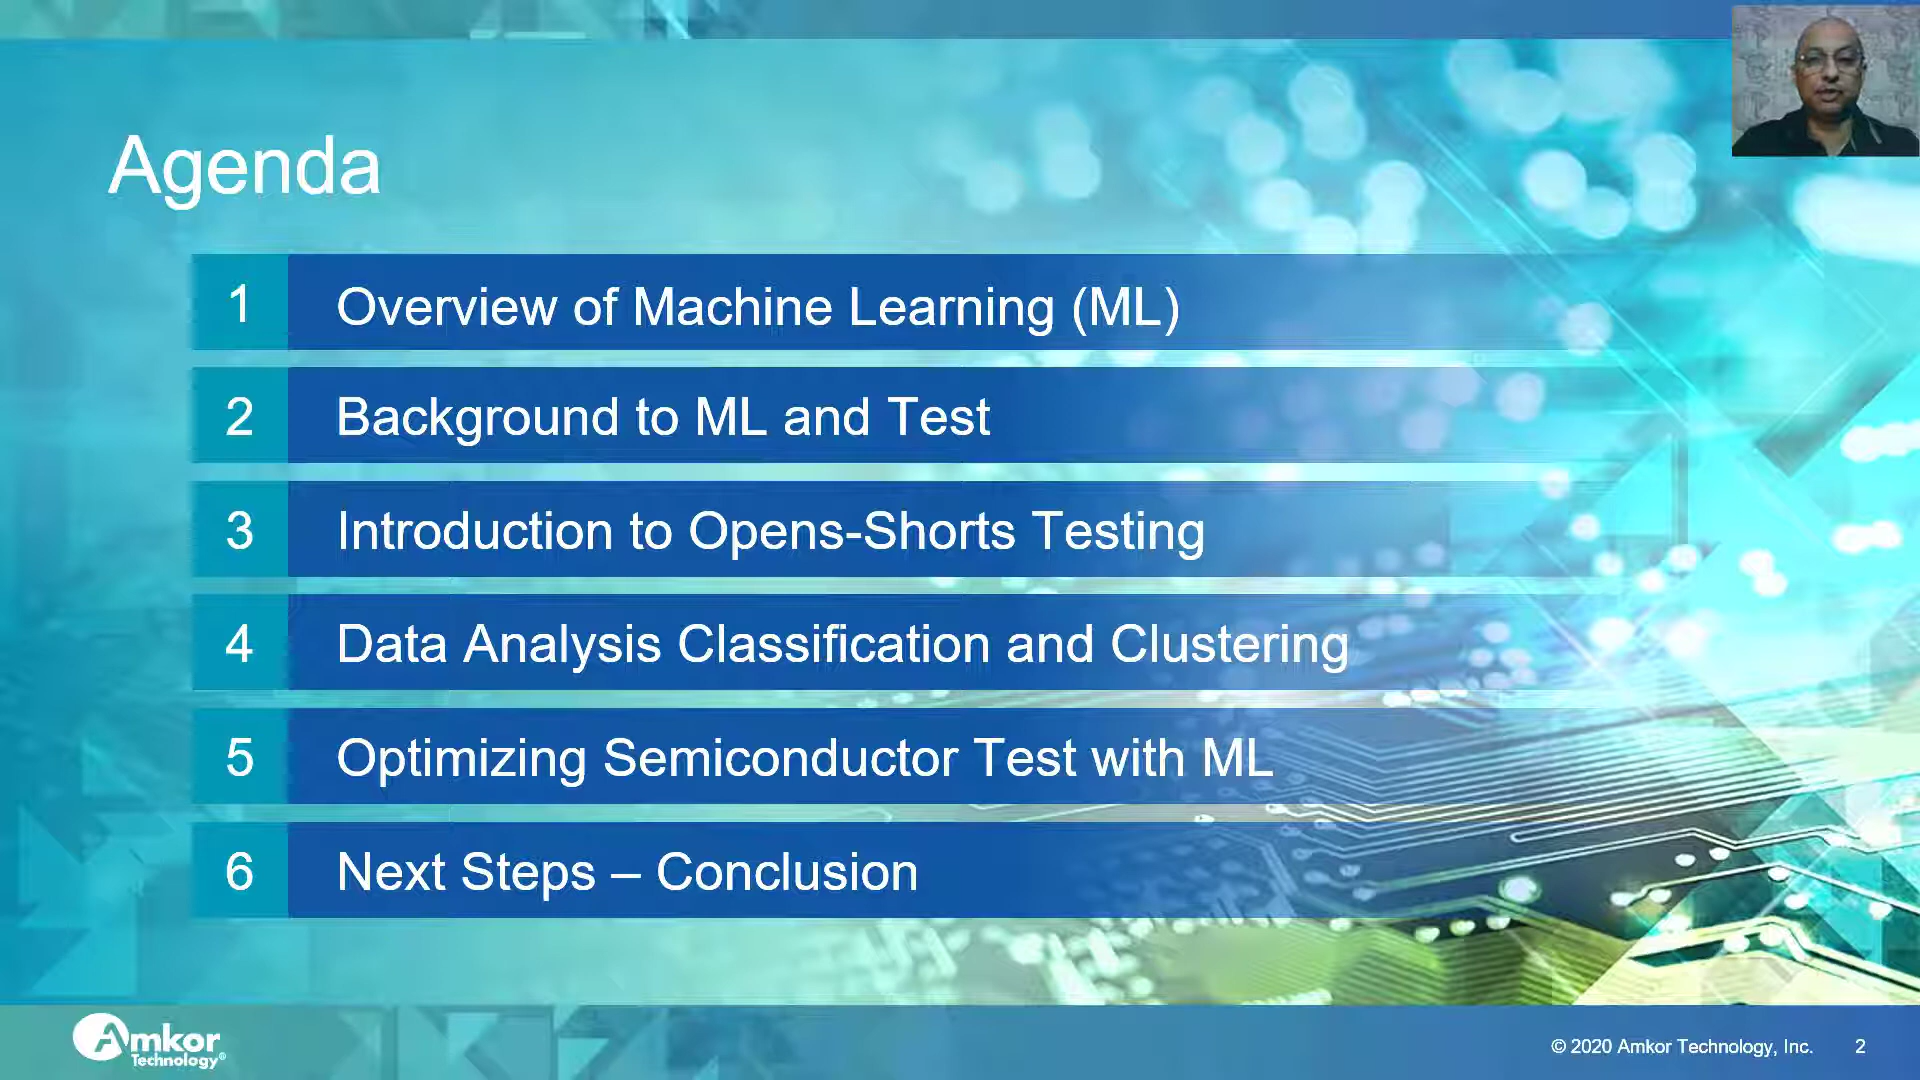 Agenda
1 Overview of Machine Learning (ML)
2 Background to ML and Test
3 Introduction to Opens-Shorts Testing
4 Data Analysis Classification and Clustering
5 Optimizing Semiconductor Test with ML
6 Next Steps – Conclusion
Amkor
Technology®
© 2020 Amkor Technology, Inc. 2